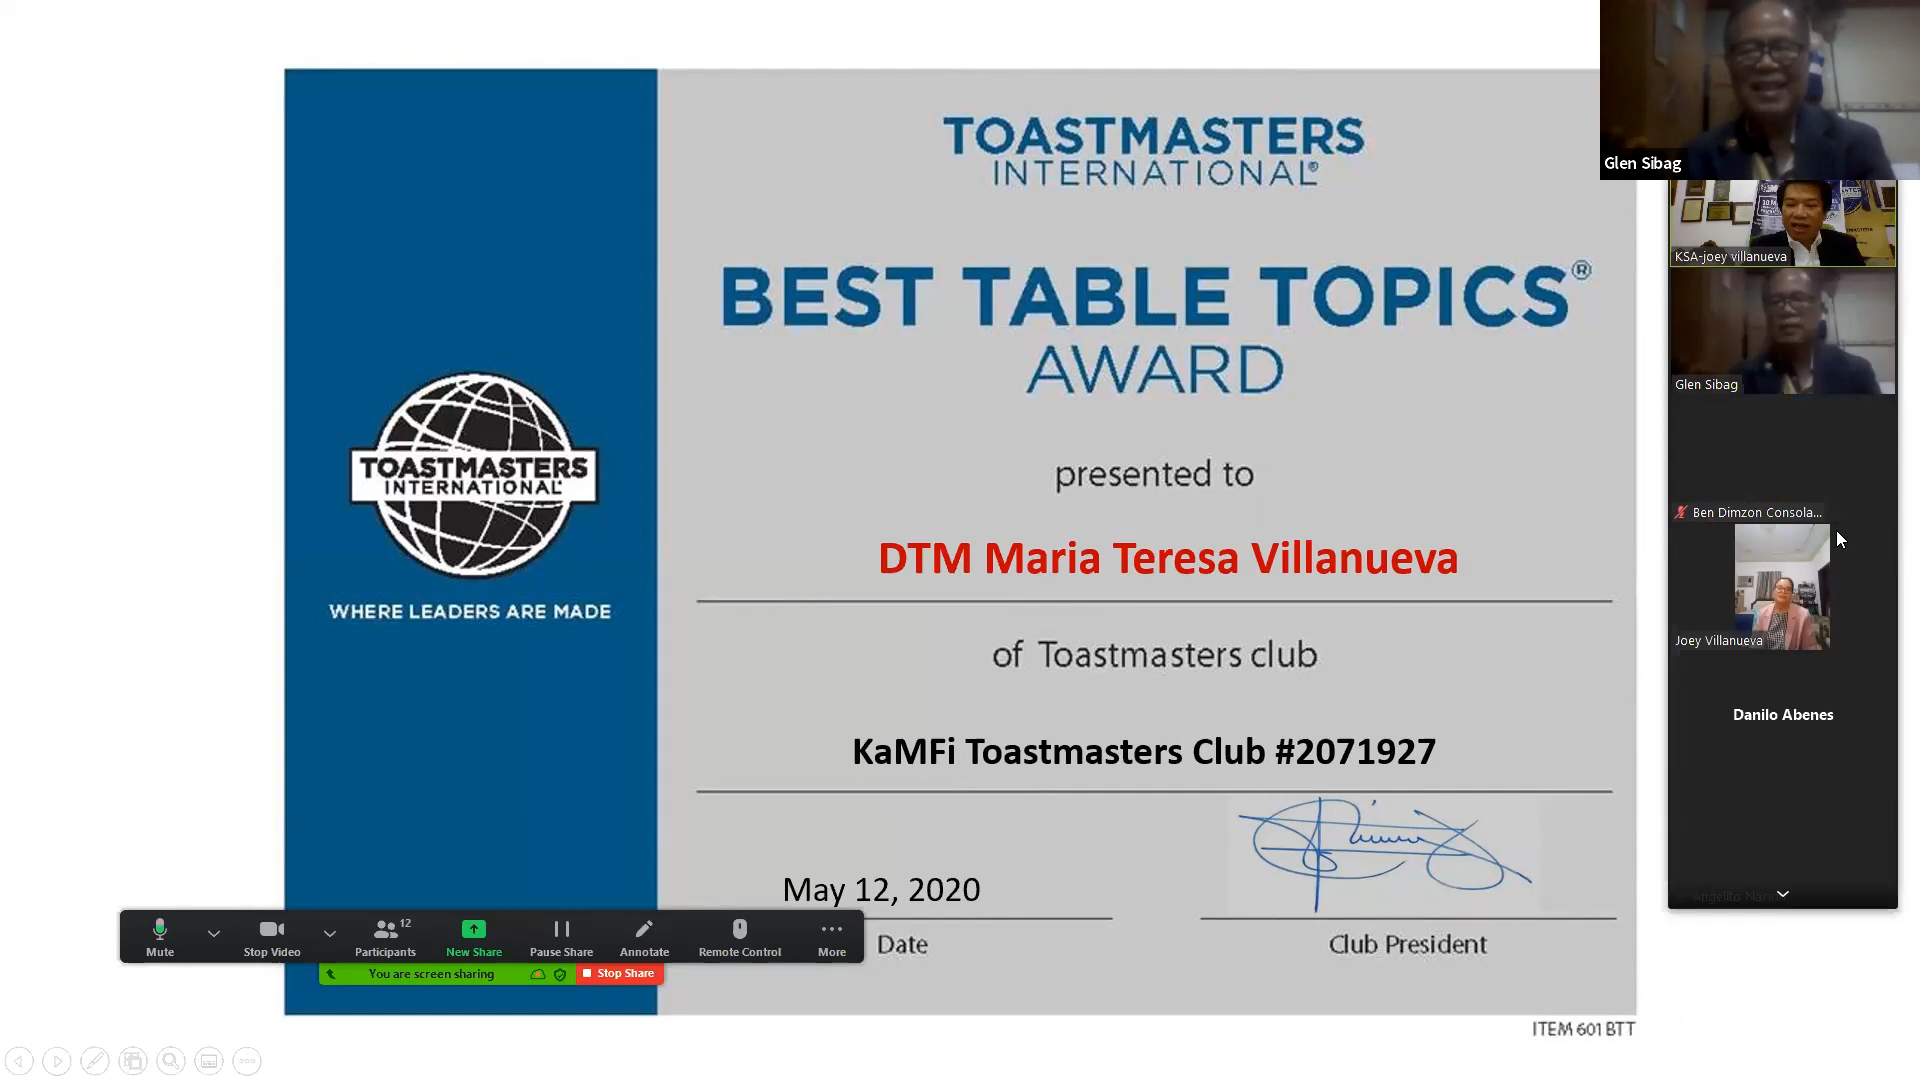 TOASTMASTERS
INTERNATIONAL®
BEST TABLE TOPICS®
AWARD
presented to
DTM Maria Teresa Villanueva
of Toastmasters club
KaMFi Toastmasters Club #2071927
May 12, 2020
Date
Club President
ITEM 601 BTT
TOASTMASTERS
INTERNATIONAL
WHERE LEADERS ARE MADE
Glen Sibag
KSA-joey villanueva
Glen Sibag
Ben Dimzon Consola...
Joey Villanueva
Danilo Abenes
Mute
Stop Video
Participants 12
New Share
Pause Share
Annotate
Remote Control
More
You are screen sharing
Stop Share